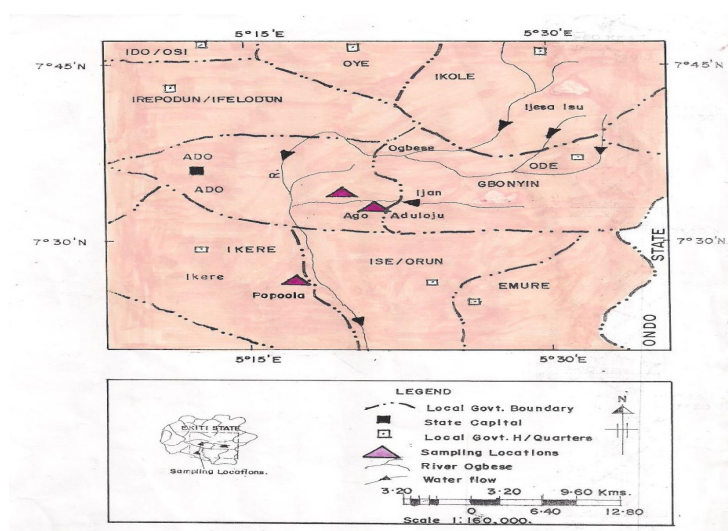 5°15'E 5°30'E
IDO/OSI
OYE
7°45'N
7°45'N
IKOLE
IREPODUN/IFELODUN
Ijesa Isu
Ogbese
ADO
ODE
R.
GBONYIN
ADO
Ijan
Ago Aduloju
7°30'N
7°30'N
IKERE
ISE/ORUN
Ikere
EMURE
Popoola
ONDO STATE
5°15'E 5°30'E
LEGEND
Local Govt. Boundary
State Capital
Local Govt. H/Quarters
Sampling Locations
River Ogbese
Water flow
EKITI STATE
Sampling Locations.
N
3·20 3·20 9·60 Kms.
0 6·40 12·80
Scale 1:160,000.